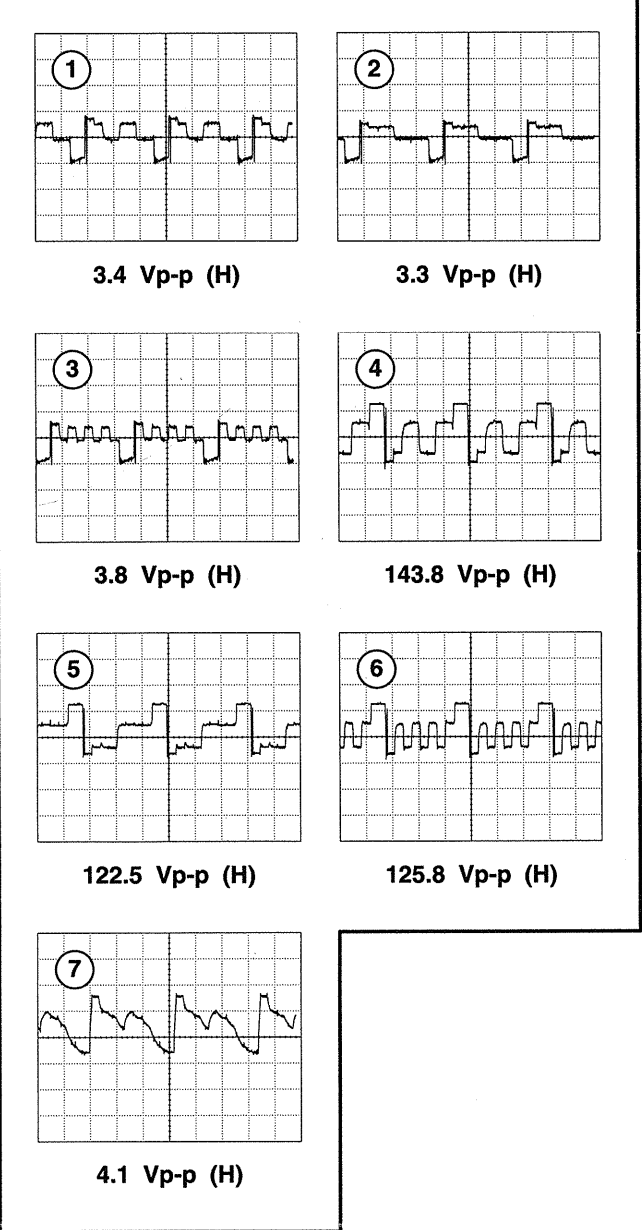 1
2
3.4 Vp-p (H)
3.3 Vp-p (H)
3
4
3.8 Vp-p (H)
143.8 Vp-p (H)
5
6
122.5 Vp-p (H)
125.8 Vp-p (H)
7
4.1 Vp-p (H)